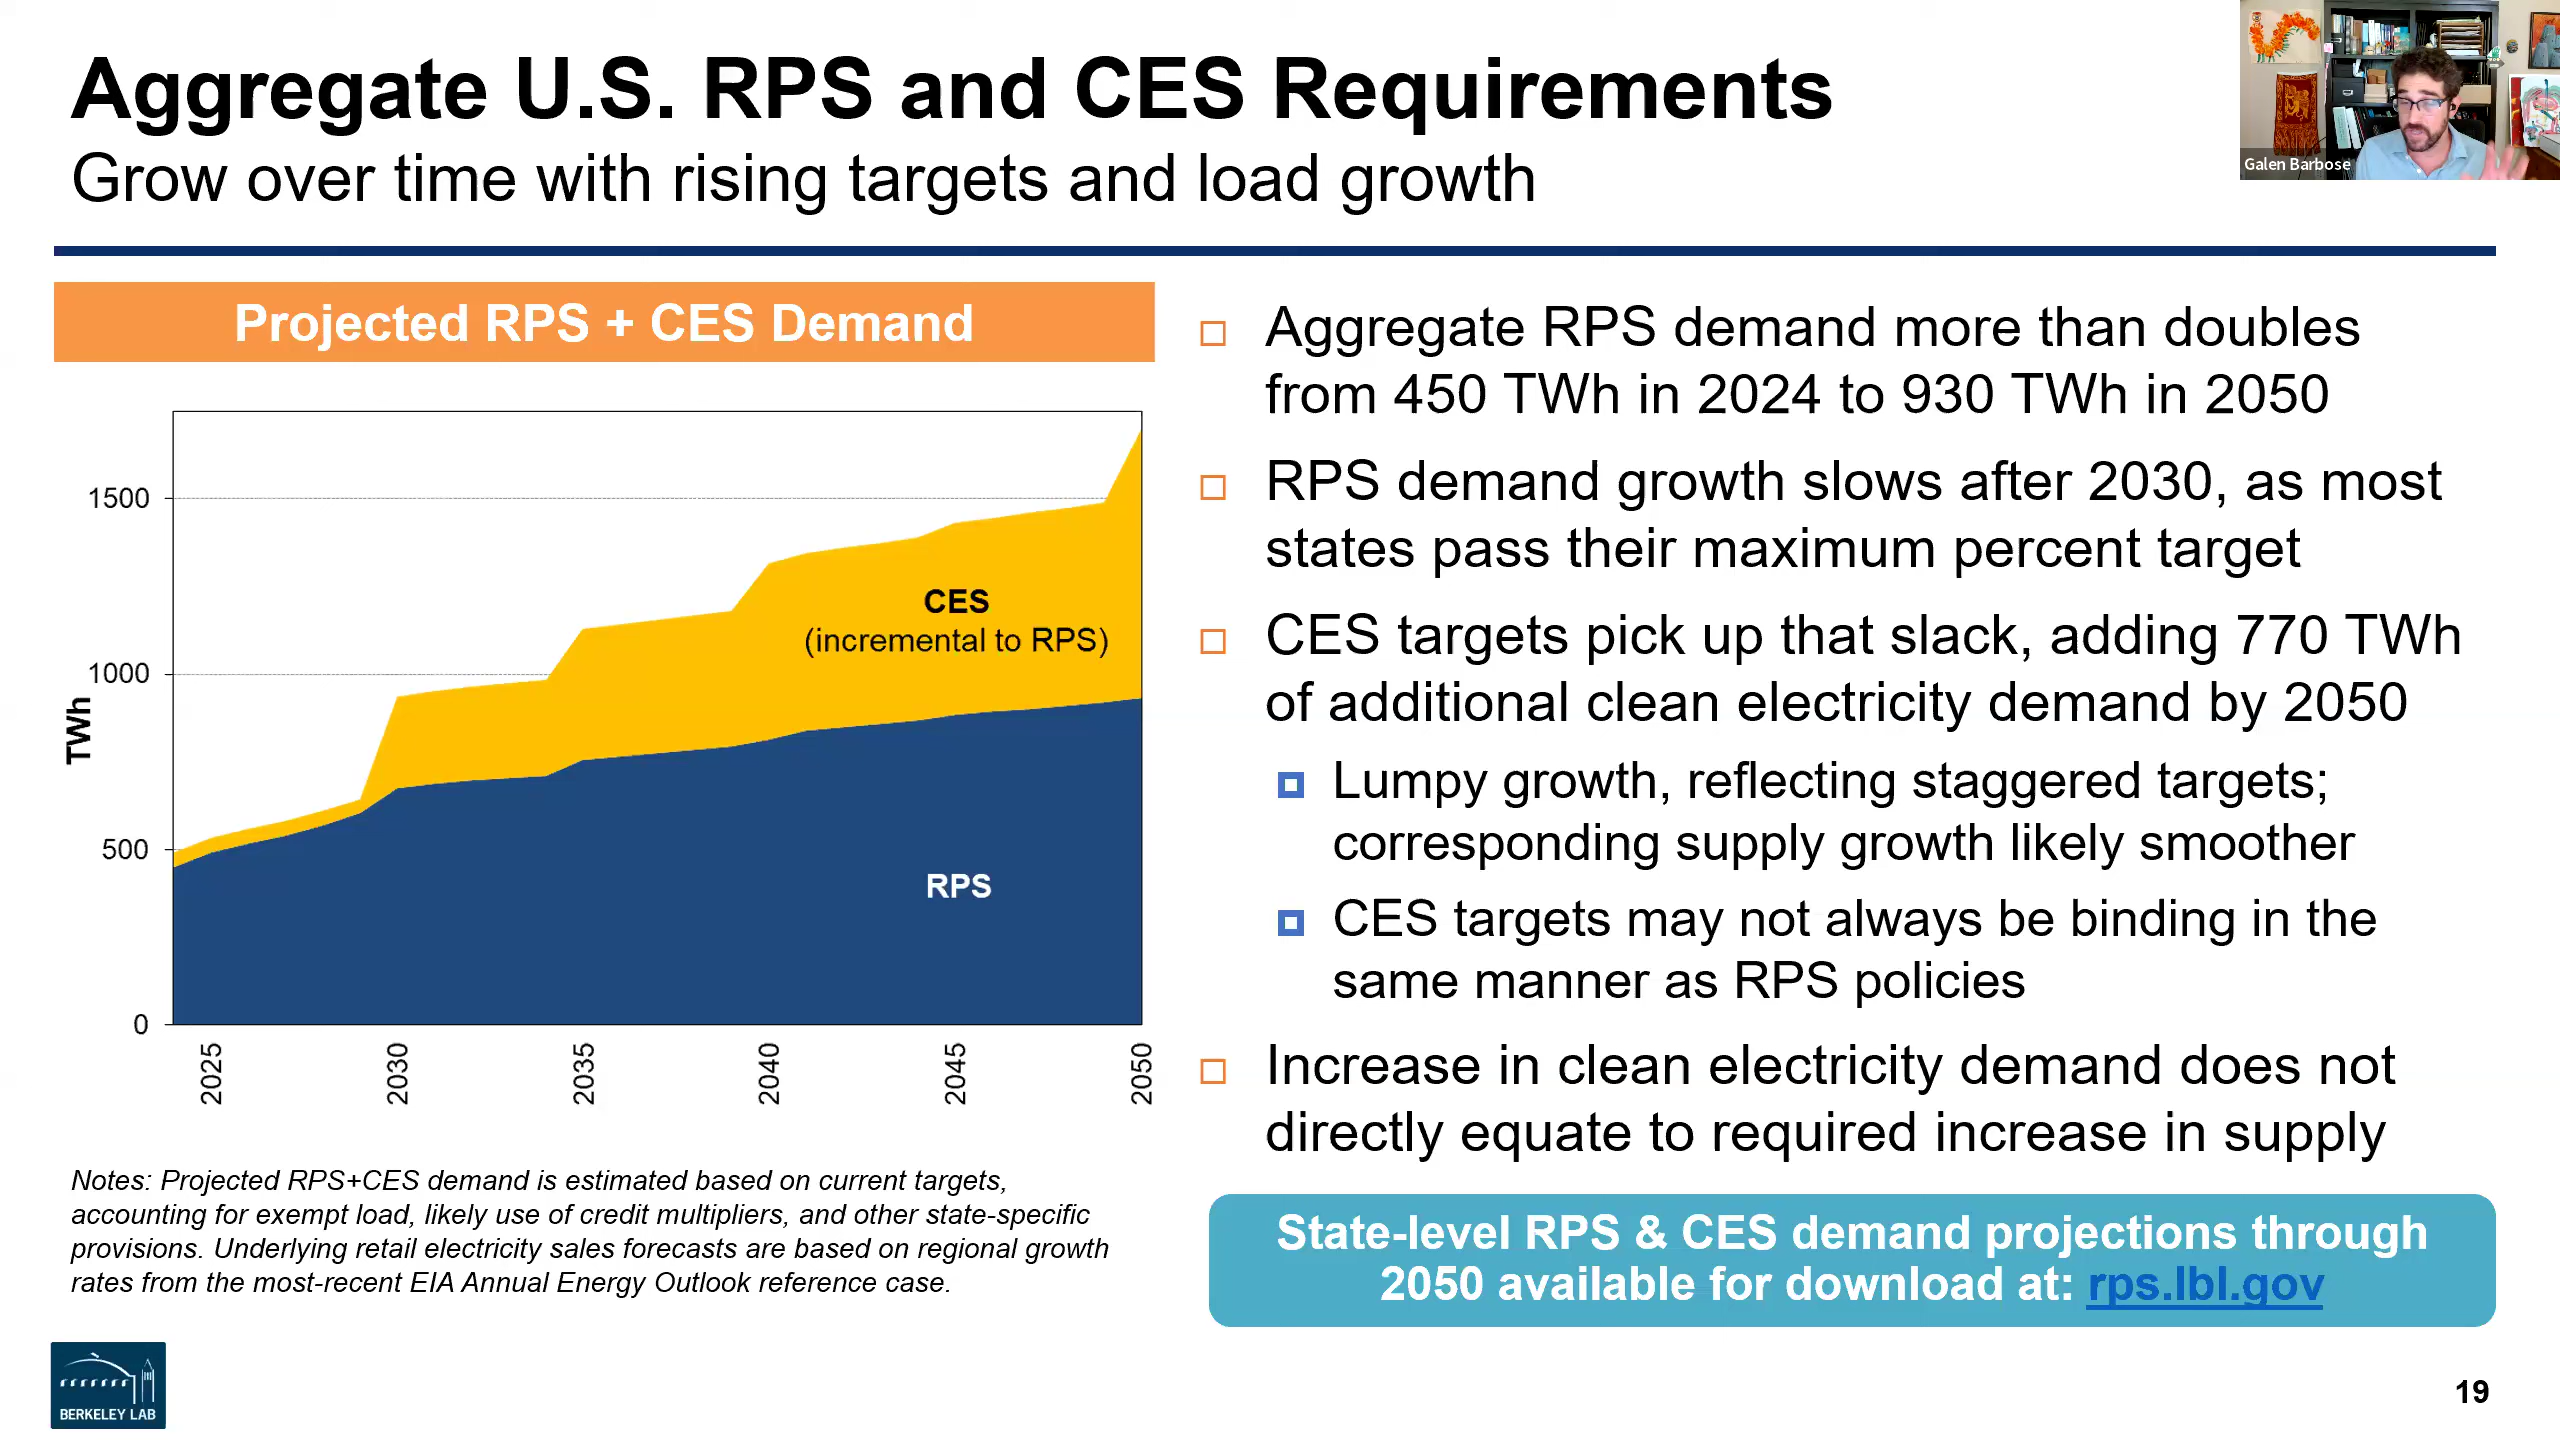 Aggregate U.S. RPS and CES Requirements
Grow over time with rising targets and load growth
Galen Barbose
Projected RPS + CES Demand
1500
1000
500
0
TWh
CES
(incremental to RPS)
RPS
2025
2030
2035
2040
2045
2050
Notes: Projected RPS+CES demand is estimated based on current targets,
accounting for exempt load, likely use of credit multipliers, and other state-specific
provisions. Underlying retail electricity sales forecasts are based on regional growth
rates from the most-recent EIA Annual Energy Outlook reference case.
Aggregate RPS demand more than doubles
from 450 TWh in 2024 to 930 TWh in 2050
RPS demand growth slows after 2030, as most
states pass their maximum percent target
CES targets pick up that slack, adding 770 TWh
of additional clean electricity demand by 2050
Lumpy growth, reflecting staggered targets;
corresponding supply growth likely smoother
CES targets may not always be binding in the
same manner as RPS policies
Increase in clean electricity demand does not
directly equate to required increase in supply
State-level RPS & CES demand projections through
2050 available for download at: rps.lbl.gov
BERKELEY LAB
19